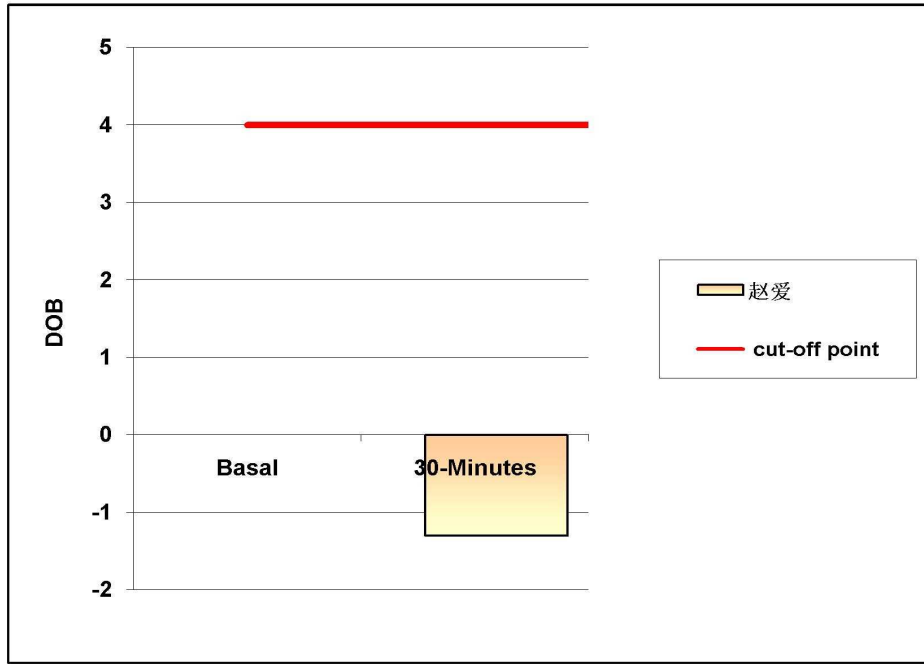 5
4
3
2
1
0
-1
-2
DOB
Basal
30-Minutes
赵爱
cut-off point